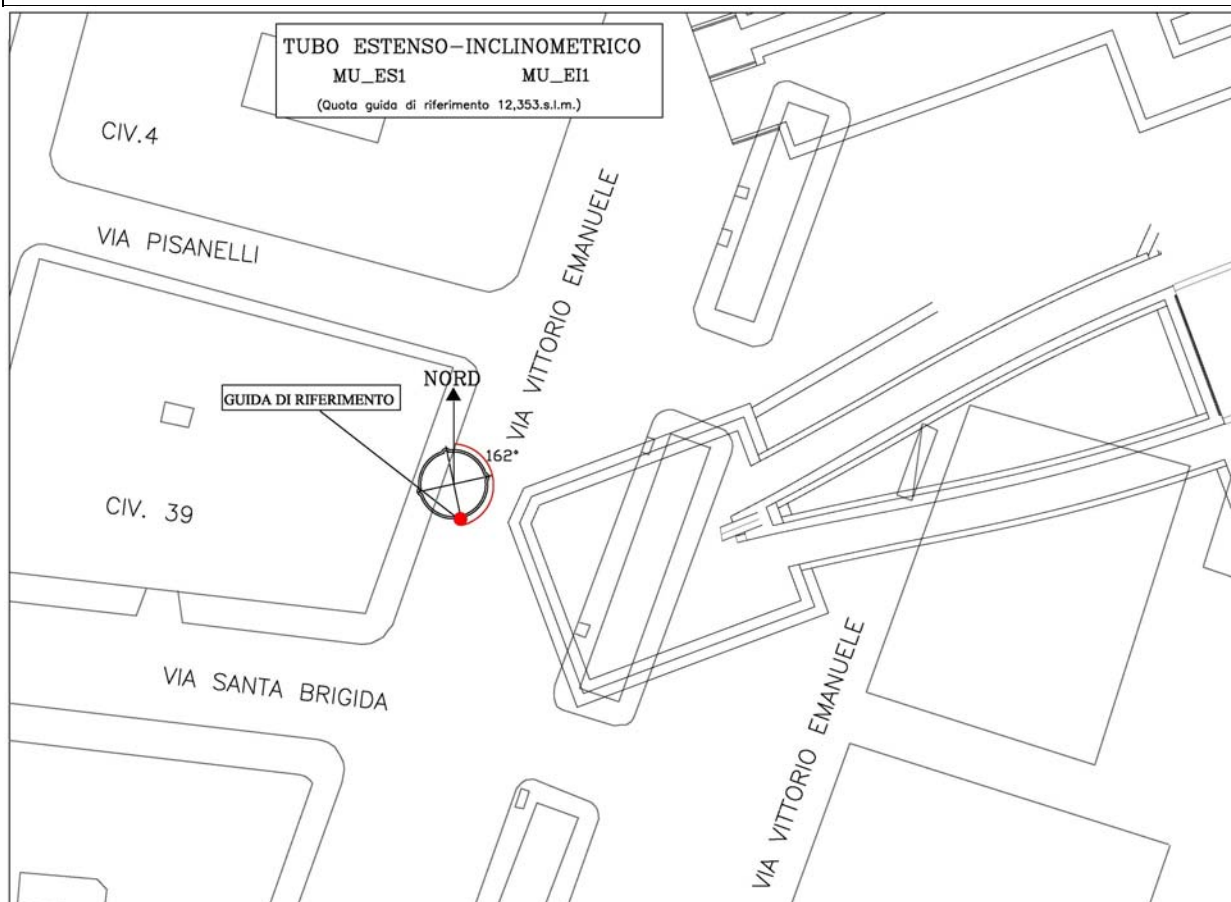 TUBO ESTENSO-INCLINOMETRICO
MU_ES1 MU_EI1
(Quota guida di riferimento 12,353.s.l.m.)
CIV.4
VIA PISANELLI
VIA VITTORIO EMANUELE
NORD
GUIDA DI RIFERIMENTO
162°
CIV. 39
VIA SANTA BRIGIDA
VIA VITTORIO EMANUELE